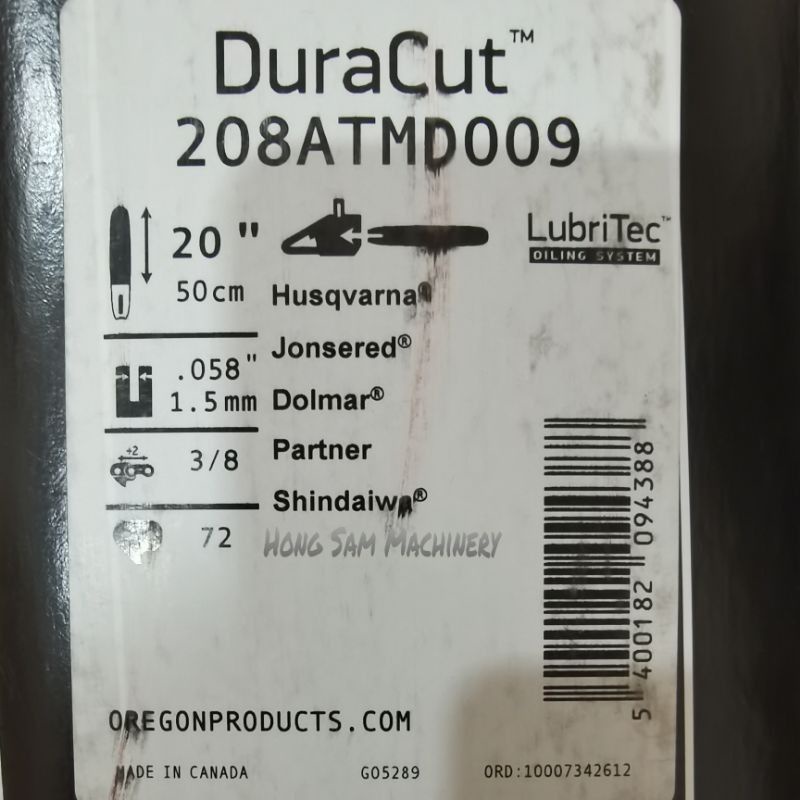 DuraCut™
208ATMD009
20 "
50cm
LubriTec™
OILING SYSTEM
Husqvarna®
Jonsered®
.058"
1.5mm
Dolmar®
+2
3/8
Partner
Shindaiwa®
72
HONG SAM MACHINERY
5 400182 094388
OREGONPRODUCTS.COM
MADE IN CANADA
GO5289
ORD:10007342612